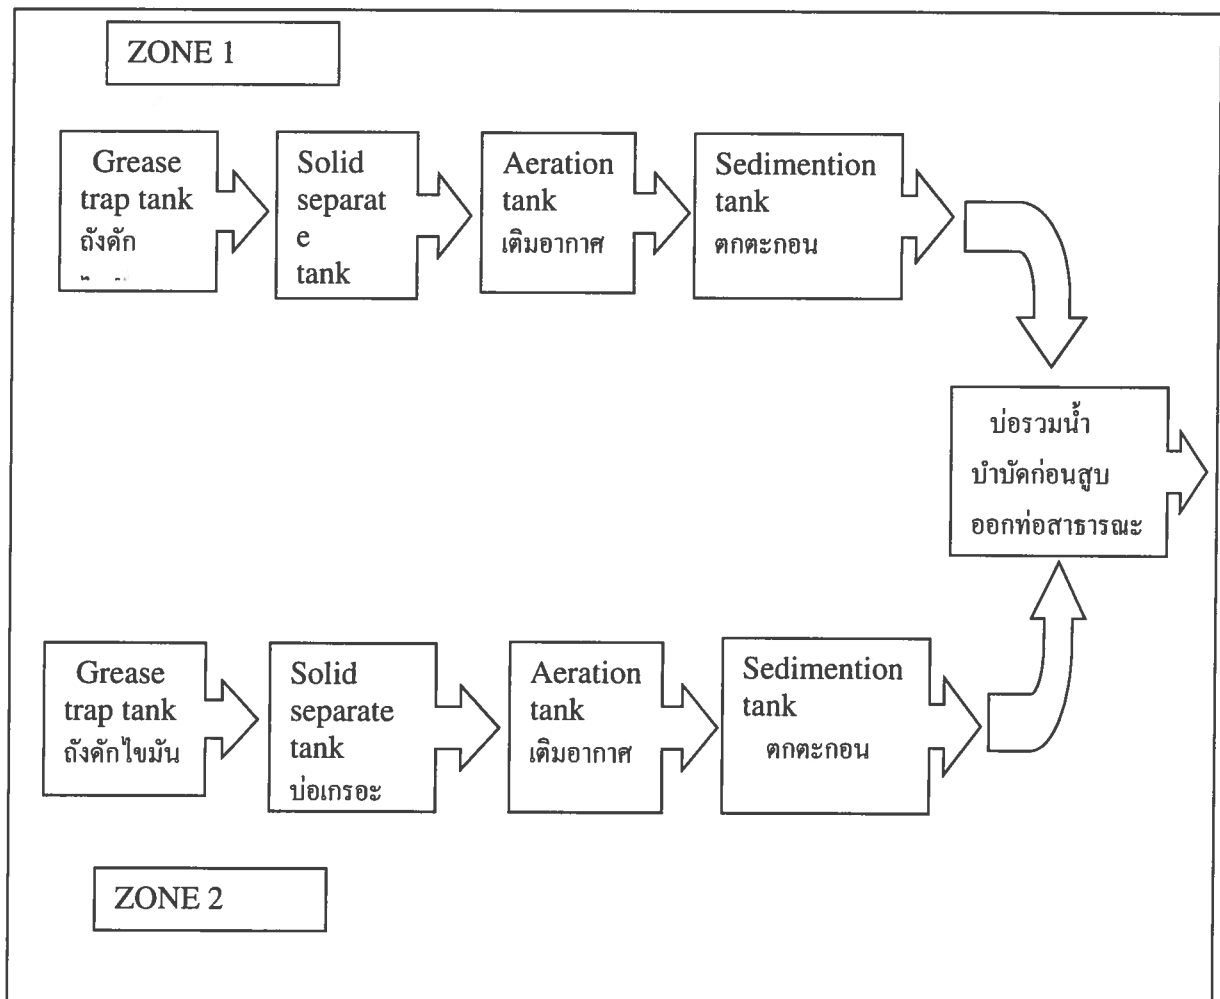 ZONE 1
Grease
trap tank
ถังดัก
Solid
separat
e
tank
Aeration
tank
เติมอากาศ
Sedimention
tank
ตกตะกอน
บ่อรวมน้ำ
บำบัดก่อนสูบ
ออกท่อสาธารณะ
Grease
trap tank
ถังดักไขมัน
Solid
separate
tank
บ่อเกรอะ
Aeration
tank
เติมอากาศ
Sedimention
tank
ตกตะกอน
ZONE 2